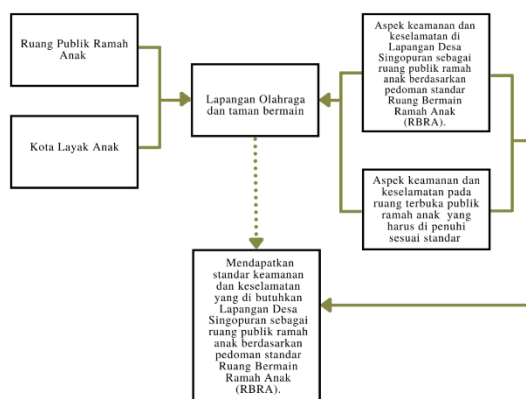 Ruang Publik Ramah
Anak
Kota Layak Anak
Lapangan Olahraga
dan taman bermain
Aspek keamanan dan
keselamatan di
Lapangan Desa
Singopuran sebagai
ruang publik ramah
anak berdasarkan
pedoman standar
Ruang Bermain
Ramah Anak
(RBRA).
Aspek keamanan dan
keselamatan pada
ruang terbuka publik
ramah anak yang
harus di penuhi
sesuai standar
Mendapatkan
standar keamanan
dan keselamatan
yang di butuhkan
Lapangan Desa
Singopuran sebagai
ruang publik ramah
anak berdasarkan
pedoman standar
Ruang Bermain
Ramah Anak
(RBRA).